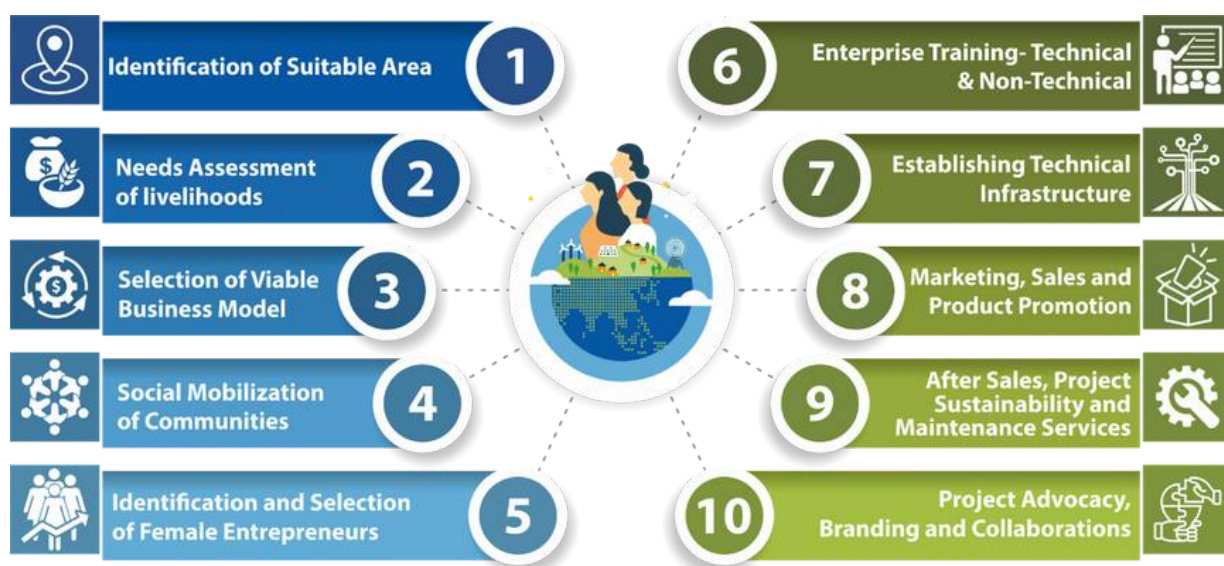 1
Identification of Suitable Area
2
Needs Assessment
of livelihoods
3
Selection of Viable
Business Model
4
Social Mobilization
of Communities
5
Identification and Selection
of Female Entrepreneurs
6
Enterprise Training- Technical
& Non-Technical
7
Establishing Technical
Infrastructure
8
Marketing, Sales and
Product Promotion
9
After Sales, Project
Sustainability and
Maintenance Services
10
Project Advocacy,
Branding and Collaborations